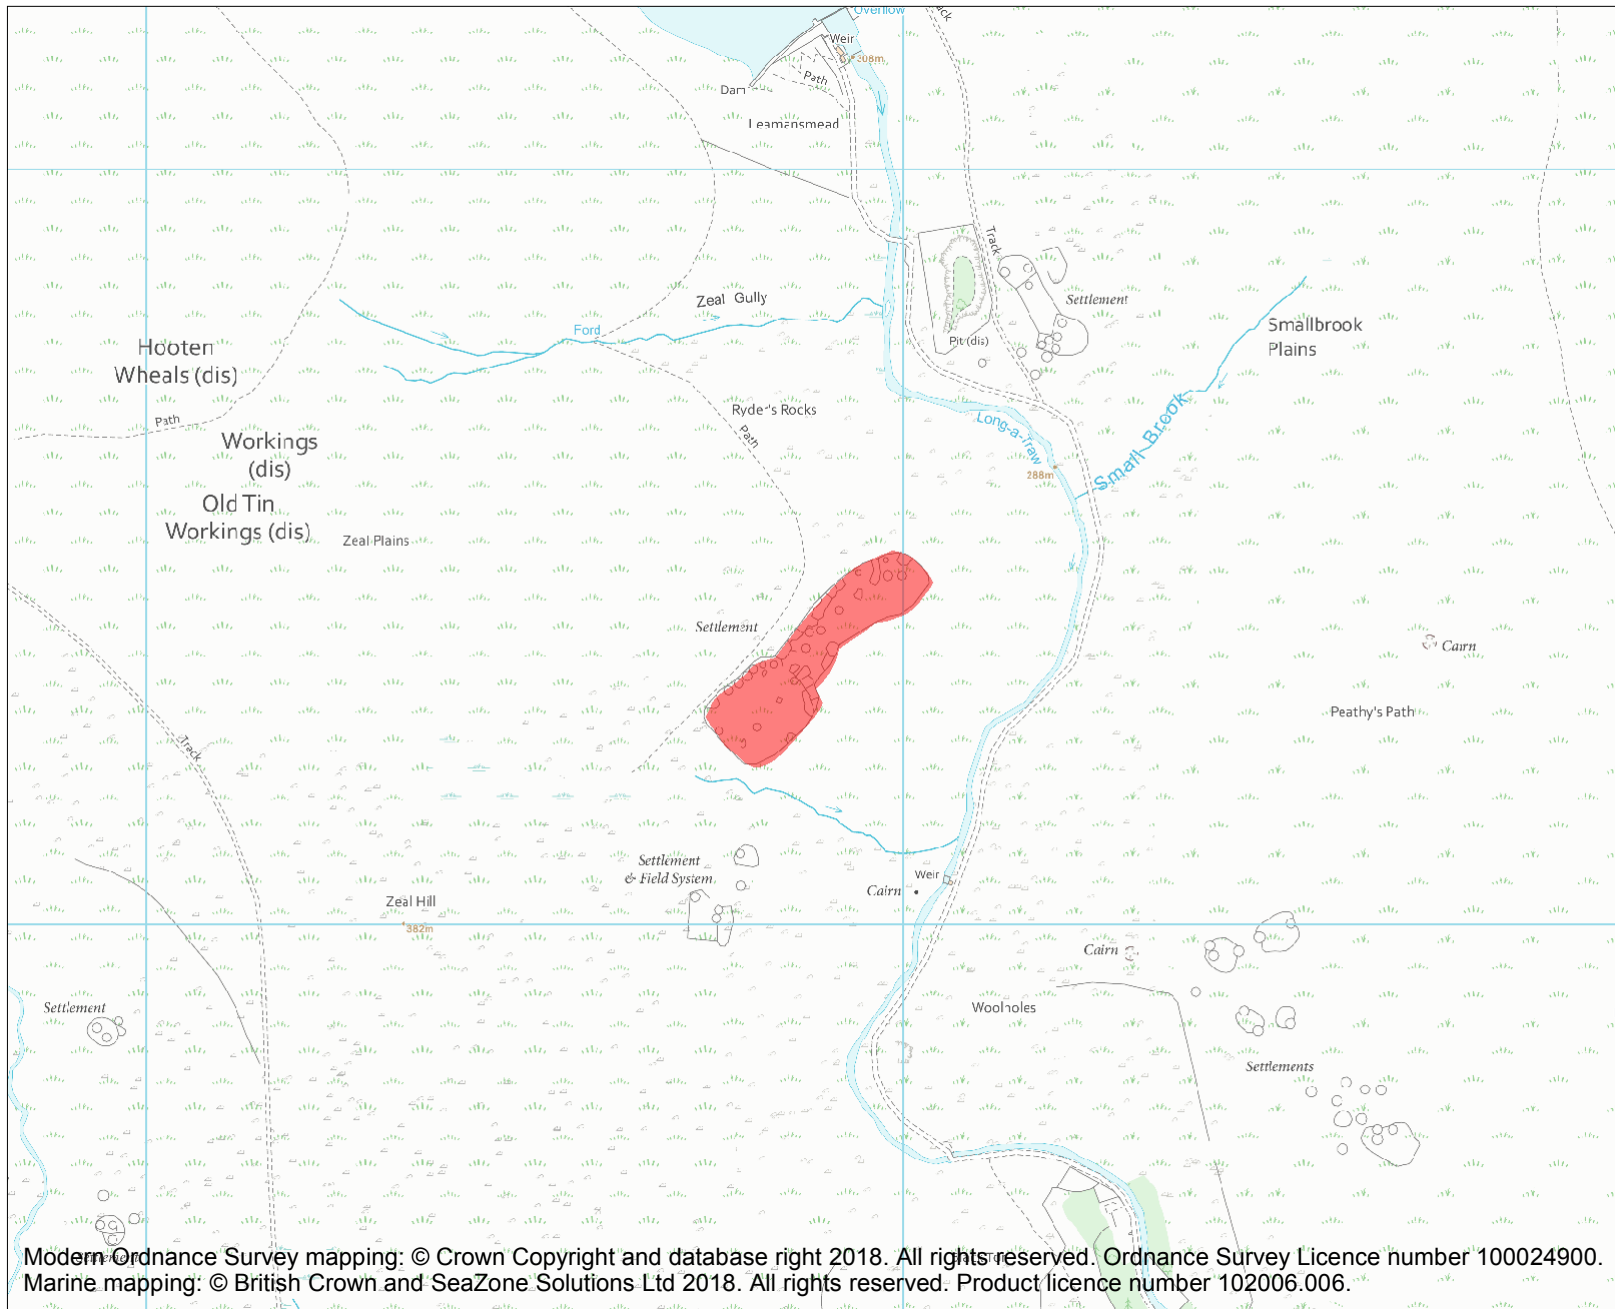 Overflow
Weir
208m
Path
Dam
Leamansmead
Track
Zeal Gully
Ford
Settlement
Pit (dis)
Smallbrook
Plains
Hooten
Wheals (dis)
Path
Ryder's Rocks
Path
Long-a-Traw
288m
Small Brook
Workings
(dis)
Old Tin
Workings (dis)
Zeal Plains
Settlement
Cairn
Peathy's Path
Track
Settlement
& Field System
Weir
Cairn
Zeal Hill
382m
Cairn
Settlement
Woolholes
Settlements
Settlement
Modern Ordnance Survey mapping: © Crown Copyright and database right 2018. All rights reserved. Ordnance Survey Licence number 100024900.
Marine mapping: © British Crown and SeaZone Solutions Ltd 2018. All rights reserved. Product licence number 102006.006.